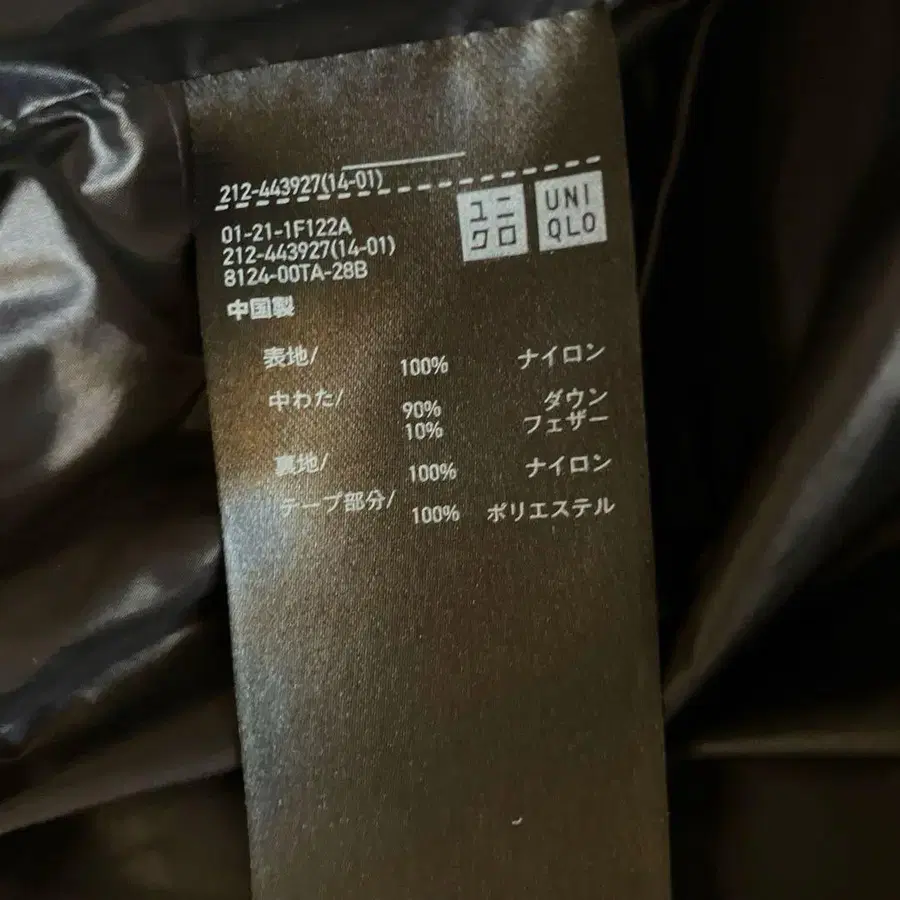 212-443927(14-01)
ユニ
クロ
UNI
QLO
01-21-1F122A
212-443927(14-01)
8124-00TA-28B
中国製
表地/ 100% ナイロン
中わた/ 90% ダウン
10% フェザー
裏地/ 100% ナイロン
テープ部分/ 100% ポリエステル